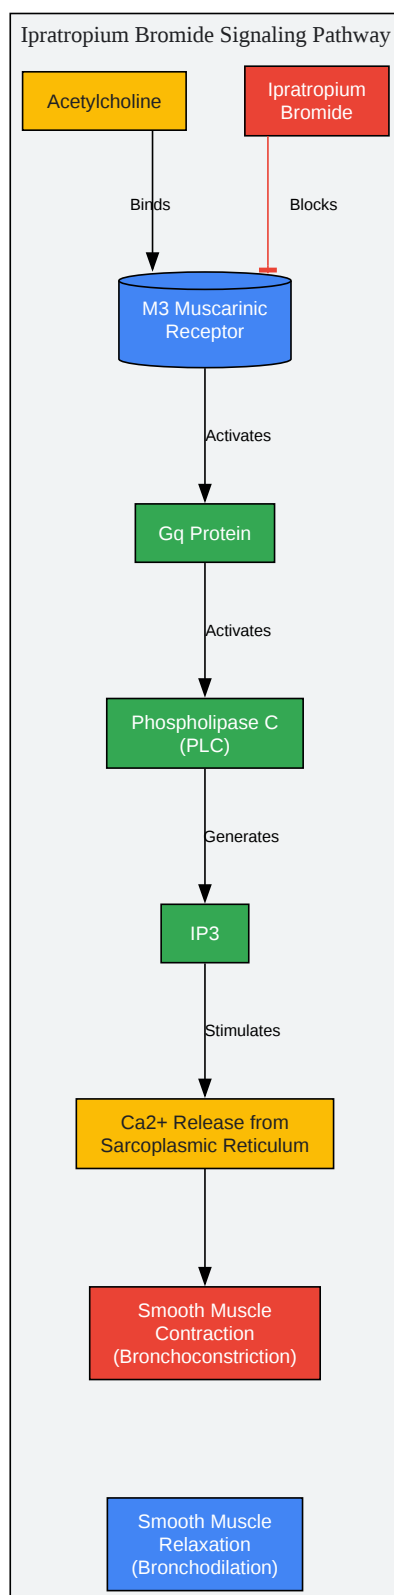 Ipratropium Bromide Signaling Pathway
Acetylcholine
Ipratropium
Bromide
Binds
Blocks
M3 Muscarinic
Receptor
Activates
Gq Protein
Activates
Phospholipase C
(PLC)
Generates
IP3
Stimulates
Ca2+ Release from
Sarcoplasmic Reticulum
Smooth Muscle
Contraction
(Bronchoconstriction)
Smooth Muscle
Relaxation
(Bronchodilation)